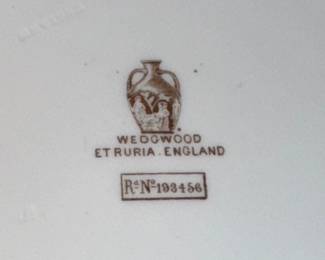 WEDGWOOD
ETRURIA. ENGLAND
Rd. No 193456